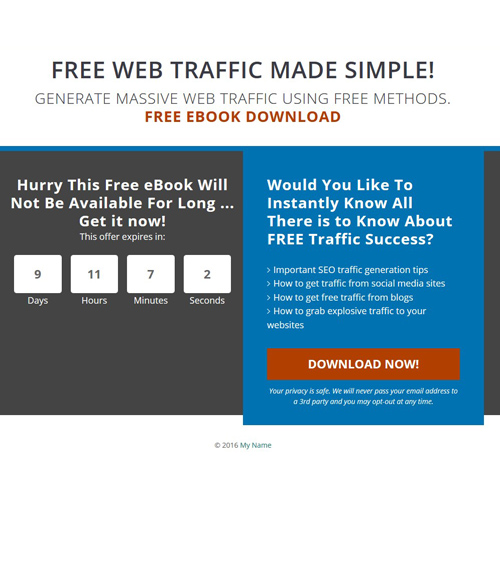 FREE WEB TRAFFIC MADE SIMPLE!
GENERATE MASSIVE WEB TRAFFIC USING FREE METHODS.
FREE EBOOK DOWNLOAD
Hurry This Free eBook Will
Not Be Available For Long ...
Get it now!
This offer expires in:
9 11 7 2
Days Hours Minutes Seconds
Would You Like To
Instantly Know All
There is to Know About
FREE Traffic Success?
› Important SEO traffic generation tips
› How to get traffic from social media sites
› How to get free traffic from blogs
› How to grab explosive traffic to your
websites
DOWNLOAD NOW!
Your privacy is safe. We will never pass your email address to
a 3rd party and you may opt-out at any time.
© 2016 My Name